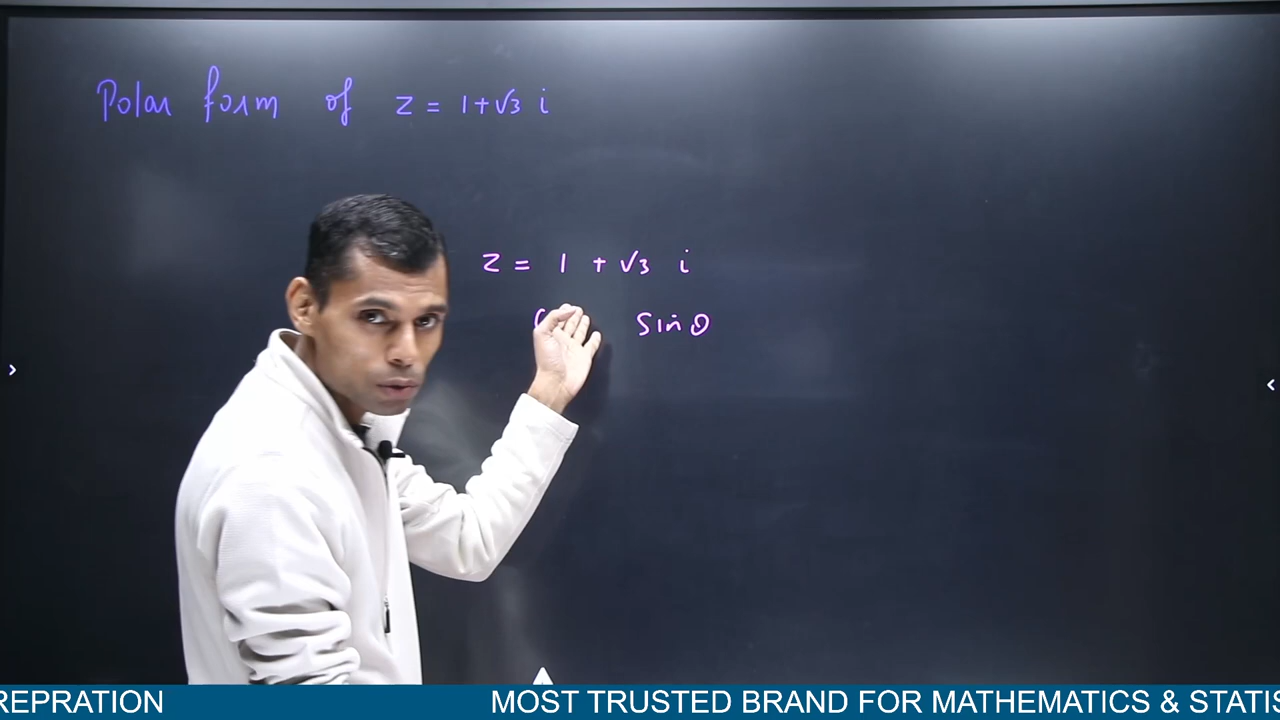 Polar form of z = 1+√3 i
z = 1 + √3 i
sin θ
REPRATION MOST TRUSTED BRAND FOR MATHEMATICS & STATIS